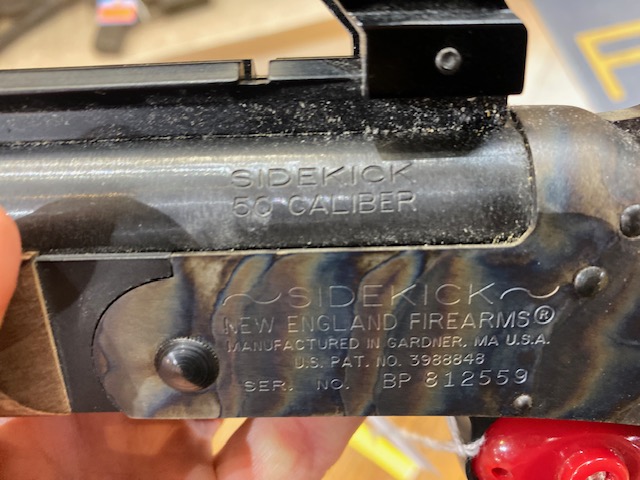 SIDEKICK
50 CALIBER
~SIDEKICK~
NEW ENGLAND FIREARMS®
MANUFACTURED IN GARDNER, MA U.S.A.
U.S. PAT. NO. 3988848
SER. NO. BP 812559